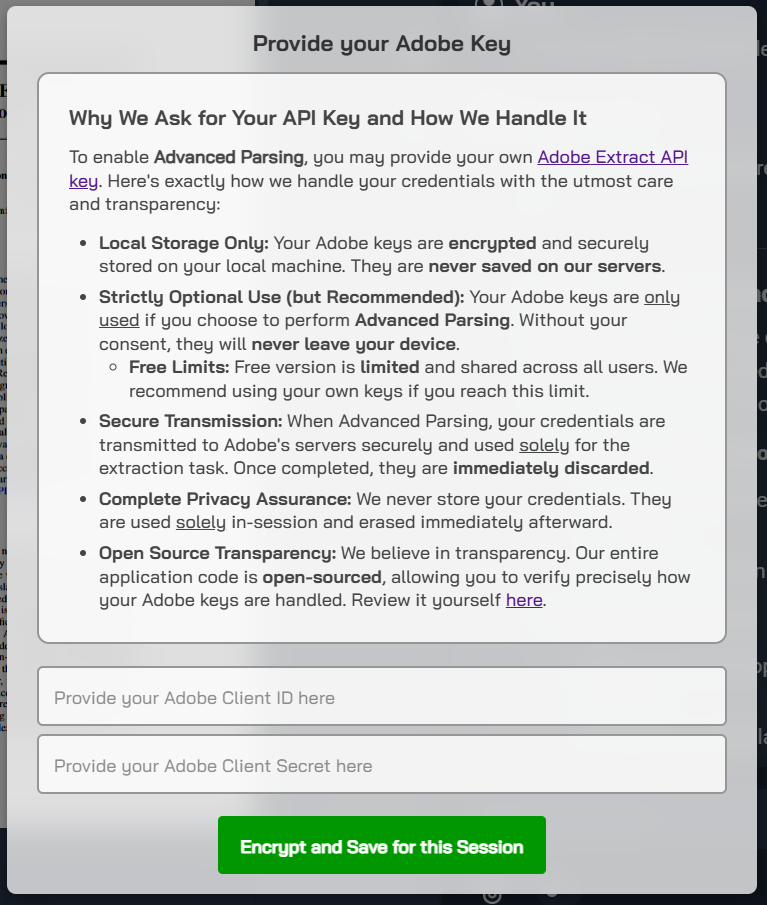 Provide your Adobe Key
Why We Ask for Your API Key and How We Handle It
To enable Advanced Parsing, you may provide your own Adobe Extract API
key. Here's exactly how we handle your credentials with the utmost care
and transparency:
• Local Storage Only: Your Adobe keys are encrypted and securely
stored on your local machine. They are never saved on our servers.
• Strictly Optional Use (but Recommended): Your Adobe keys are only
used if you choose to perform Advanced Parsing. Without your
consent, they will never leave your device.
◦ Free Limits: Free version is limited and shared across all users. We
recommend using your own keys if you reach this limit.
• Secure Transmission: When Advanced Parsing, your credentials are
transmitted to Adobe's servers securely and used solely for the
extraction task. Once completed, they are immediately discarded.
• Complete Privacy Assurance: We never store your credentials. They
are used solely in-session and erased immediately afterward.
• Open Source Transparency: We believe in transparency. Our entire
application code is open-sourced, allowing you to verify precisely how
your Adobe keys are handled. Review it yourself here.
Provide your Adobe Client ID here
Provide your Adobe Client Secret here
Encrypt and Save for this Session